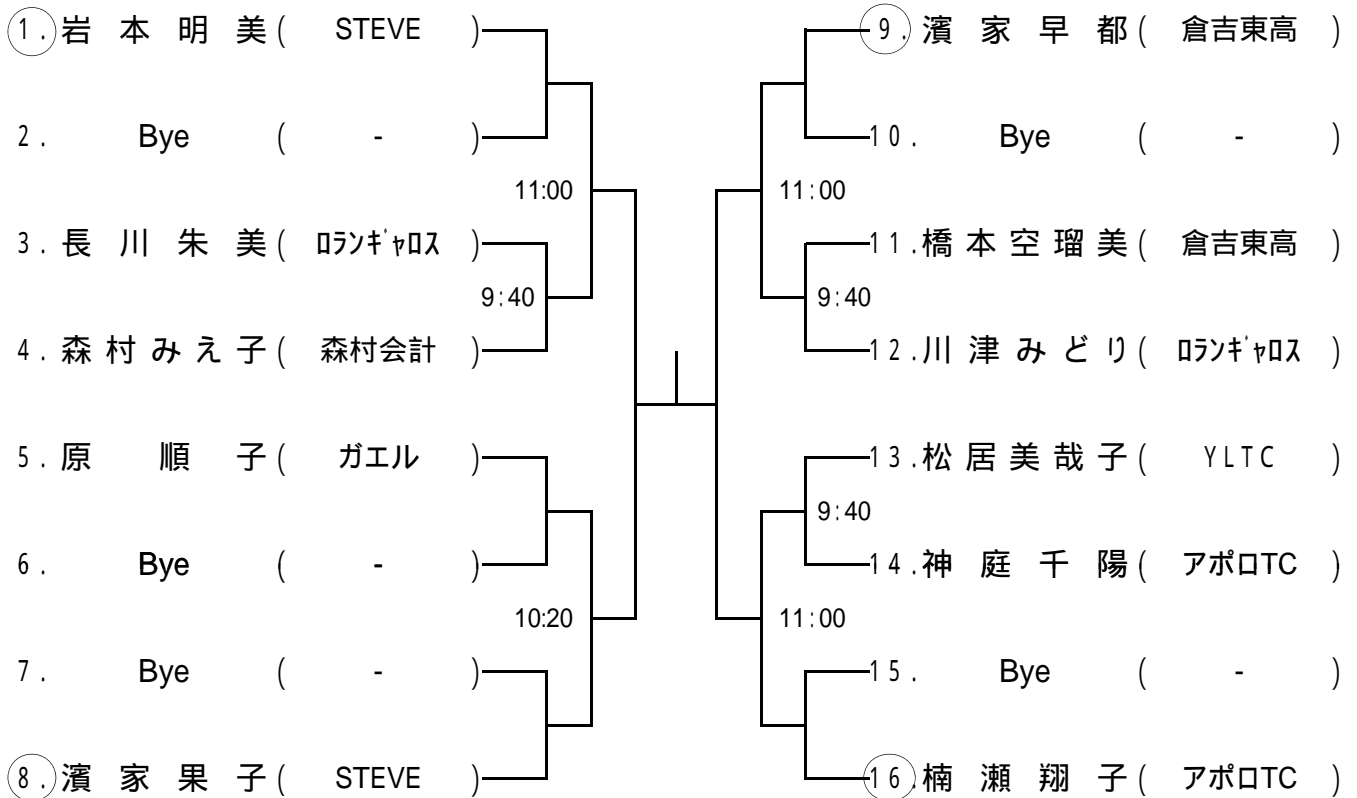 1.岩本明美( STEVE )
2. Bye ( - )
11:00
3.長川朱美( ﾛﾗﾝｷﾞｬﾛｽ )
9:40
4.森村みえ子( 森村会計 )
5.原 順子( ガエル )
6. Bye ( - )
10:20
7. Bye ( - )
8.濱家果子( STEVE )
9.濱家早都( 倉吉東高 )
10. Bye ( - )
11:00
11.橋本空瑠美( 倉吉東高 )
9:40
12.川津みどり( ﾛﾗﾝｷﾞｬﾛｽ )
13.松居美哉子( YLTC )
9:40
14.神庭千陽( アポロTC )
11:00
15. Bye ( - )
16.楠瀬翔子( アポロTC )